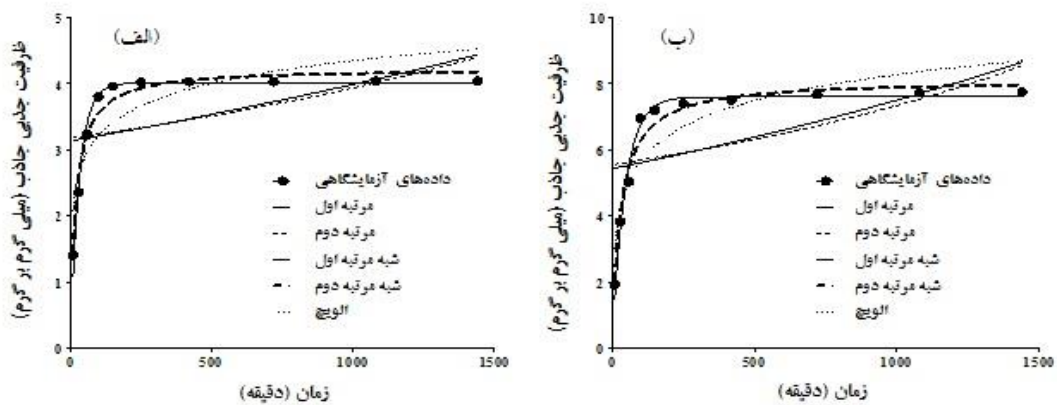 (الف)
ظرفیت جذبی جاذب (میلی گرم بر گرم)
5
4
3
2
1
0
داده‌های آزمایشگاهی
مرتبه اول
مرتبه دوم
شبه مرتبه اول
شبه مرتبه دوم
الویچ
0 500 1000 1500
زمان (دقیقه)
(ب)
ظرفیت جذبی جاذب (میلی گرم بر گرم)
10
8
6
4
2
0
داده‌های آزمایشگاهی
مرتبه اول
مرتبه دوم
شبه مرتبه اول
شبه مرتبه دوم
الویچ
0 500 1000 1500
زمان (دقیقه)